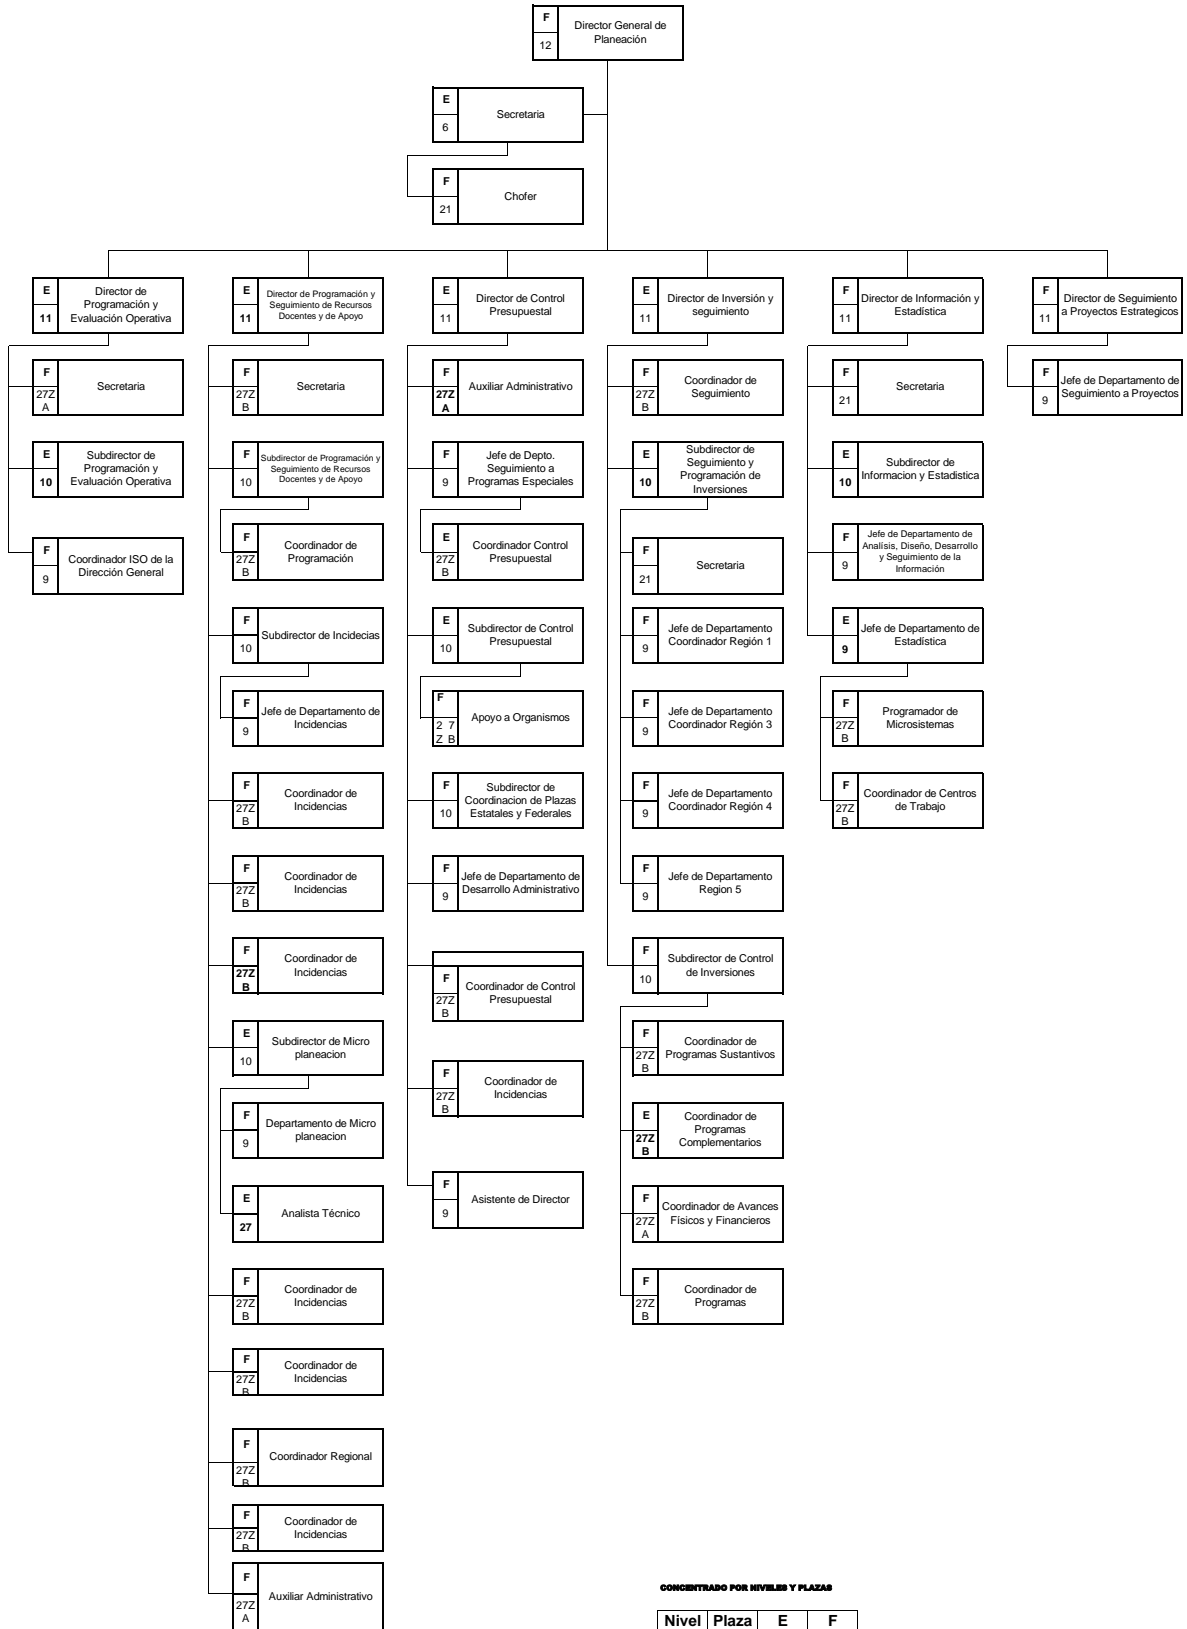 F
12
Director General de
Planeación
E
6
Secretaria
F
21
Chofer
E
11
Director de
Programación y
Evaluación Operativa
F
27Z
A
Secretaria
E
10
Subdirector de
Programación y
Evaluación Operativa
F
9
Coordinador ISO de la
Dirección General
E
11
Director de Programación y
Seguimiento de Recursos
Docentes y de Apoyo
F
27Z
B
Secretaria
F
10
Subdirector de Programación y
Seguimiento de Recursos
Docentes y de Apoyo
F
27Z
B
Coordinador de
Programación
F
10
Subdirector de Incidecias
F
9
Jefe de Departamento de
Incidencias
F
27Z
B
Coordinador de
Incidencias
F
27Z
B
Coordinador de
Incidencias
F
27Z
B
Coordinador de
Incidencias
E
10
Subdirector de Micro
planeacion
F
9
Departamento de Micro
planeacion
E
27
Analista Técnico
F
27Z
B
Coordinador de
Incidencias
F
27Z
B
Coordinador de
Incidencias
F
27Z
B
Coordinador Regional
F
27Z
B
Coordinador de
Incidencias
F
27Z
A
Auxiliar Administrativo
E
11
Director de Control
Presupuestal
F
27Z
A
Auxiliar Administrativo
F
9
Jefe de Depto.
Seguimiento a
Programas Especiales
E
27Z
B
Coordinador Control
Presupuestal
E
10
Subdirector de Control
Presupuestal
F
2 7
Z B
Apoyo a Organismos
F
10
Subdirector de
Coordinacion de Plazas
Estatales y Federales
F
9
Jefe de Departamento de
Desarrollo Administrativo
F
27Z
B
Coordinador de Control
Presupuestal
F
27Z
B
Coordinador de
Incidencias
F
9
Asistente de Director
E
11
Director de Inversión y
seguimiento
F
27Z
B
Coordinador de
Seguimiento
E
10
Subdirector de
Seguimiento y
Programación de
Inversiones
F
21
Secretaria
F
9
Jefe de Departamento
Coordinador Región 1
F
9
Jefe de Departamento
Coordinador Región 3
F
9
Jefe de Departamento
Coordinador Región 4
F
9
Jefe de Departamento
Region 5
F
10
Subdirector de Control
de Inversiones
F
27Z
B
Coordinador de
Programas Sustantivos
E
27Z
B
Coordinador de
Programas
Complementarios
F
27Z
A
Coordinador de Avances
Físicos y Financieros
F
27Z
B
Coordinador de
Programas
F
11
Director de Información y
Estadística
F
21
Secretaria
E
10
Subdirector de
Informacion y Estadistica
F
9
Jefe de Departamento de
Analísis, Diseño, Desarrollo
y Seguimiento de la
Información
E
9
Jefe de Departamento de
Estadística
F
27Z
B
Programador de
Microsistemas
F
27Z
B
Coordinador de Centros
de Trabajo
F
11
Director de Seguimiento
a Proyectos Estrategicos
F
9
Jefe de Departamento de
Seguimiento a Proyectos
CONCENTRADO POR NIVELES Y PLAZAS
Nivel Plaza E F